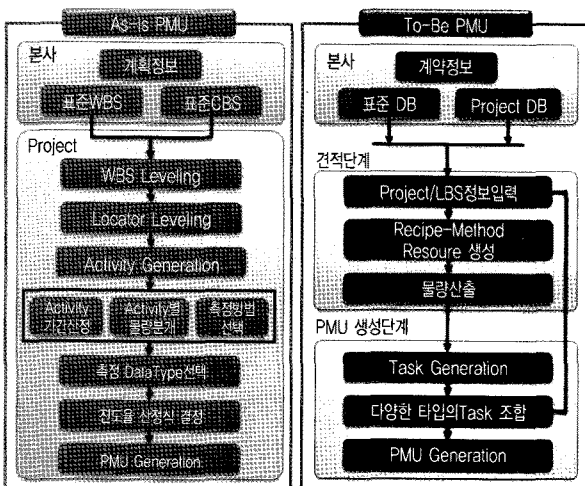 As-Is PMU
본사
계획정보
표준WBS
표준CBS
Project
WBS Leveling
Locator Leveling
Activity Generation
Activity
기간산정
Activity별
물량분개
측정방법
선택
측정 DataType선택
진도율 산정식 결정
PMU Generation
To-Be PMU
본사
계약정보
표준 DB
Project DB
견적단계
Project/LBS정보입력
Recipe-Method
Resoure 생성
물량산출
PMU 생성단계
Task Generation
다양한 타입의Task 조합
PMU Generation